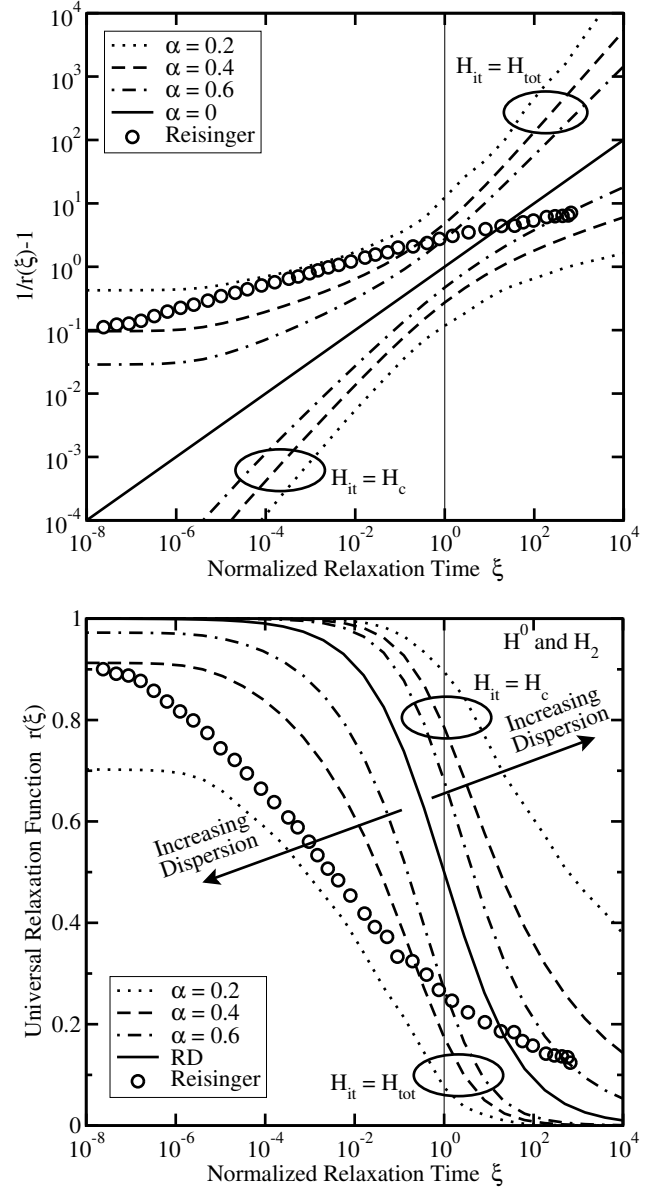 10^4
10^3
10^2
10^1
10^0
10^-1
10^-2
10^-3
10^-4
1/r(ξ)-1
α = 0.2
α = 0.4
α = 0.6
α = 0
Reisinger
H_it = H_tot
H_it = H_c
10^-8 10^-6 10^-4 10^-2 10^0 10^2 10^4
Normalized Relaxation Time ξ
1
0.8
0.6
0.4
0.2
0
Universal Relaxation Function r(ξ)
H^0 and H_2
H_it = H_c
Increasing
Dispersion
Increasing
Dispersion
α = 0.2
α = 0.4
α = 0.6
RD
Reisinger
H_it = H_tot
10^-8 10^-6 10^-4 10^-2 10^0 10^2 10^4
Normalized Relaxation Time ξ